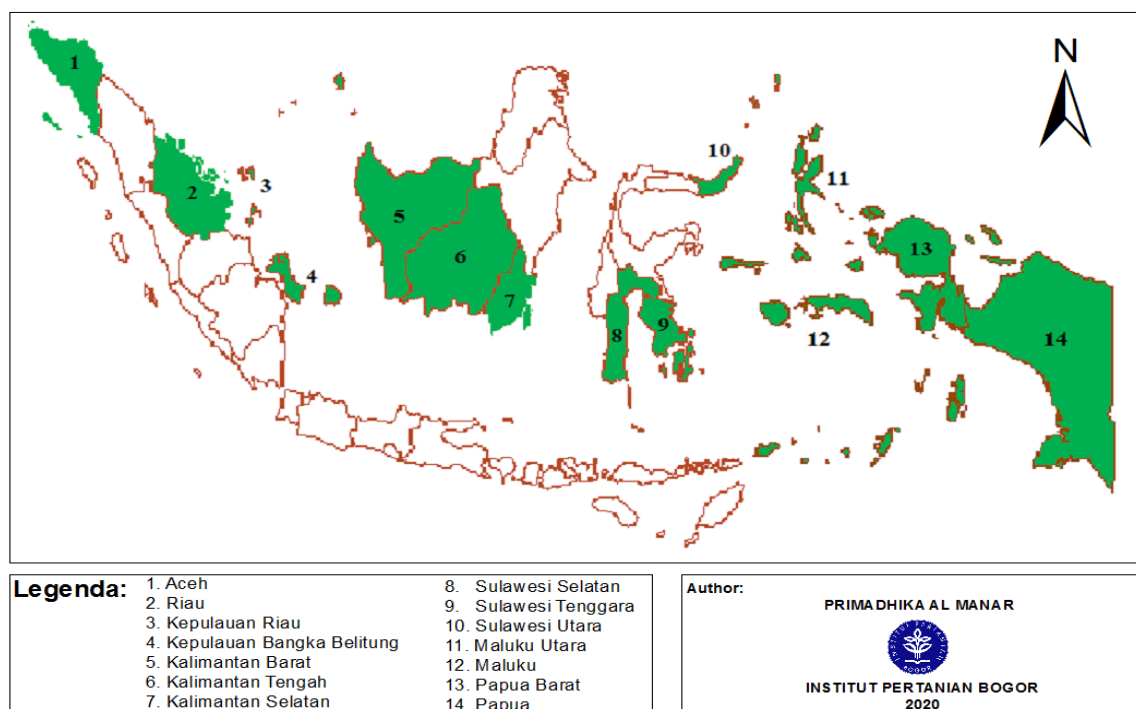 N
1
2
3
4
5
6
7
8
9
10
11
12
13
14
Legenda:
1. Aceh
2. Riau
3. Kepulauan Riau
4. Kepulauan Bangka Belitung
5. Kalimantan Barat
6. Kalimantan Tengah
7. Kalimantan Selatan
8. Sulawesi Selatan
9. Sulawesi Tenggara
10. Sulawesi Utara
11. Maluku Utara
12. Maluku
13. Papua Barat
14. Papua
Author:
PRIMADHIKA AL MANAR
INSTITUT PERTANIAN
BOGOR
INSTITUT PERTANIAN BOGOR
2020